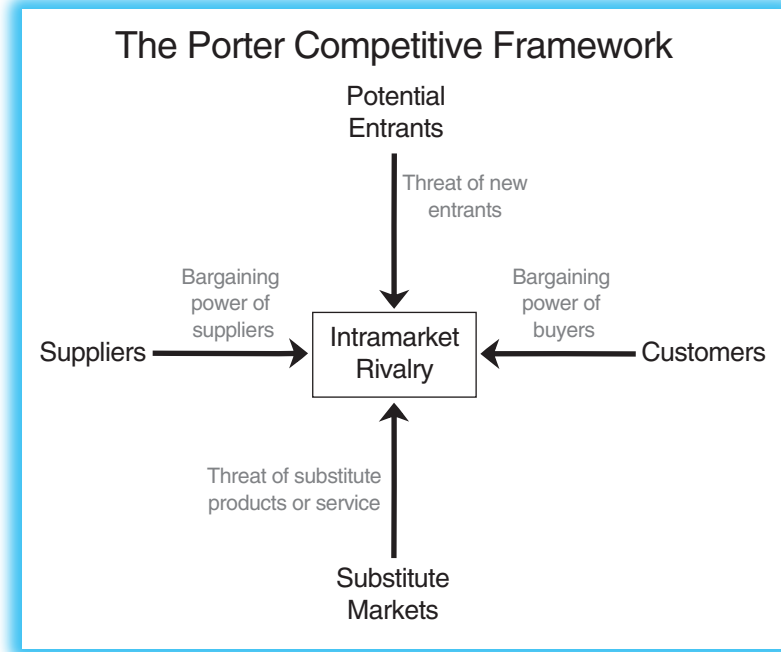 The Porter Competitive Framework
Potential
Entrants
Threat of new
entrants
Bargaining
power of
suppliers
Bargaining
power of
buyers
Suppliers
Intramarket
Rivalry
Customers
Threat of substitute
products or service
Substitute
Markets